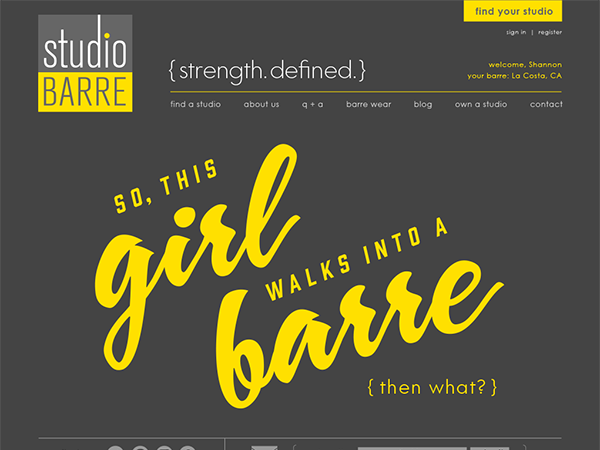 find your studio
sign in | register
studio
BARRE
{strength.defined.}
welcome, Shannon
your barre: La Costa, CA
find a studio about us q + a barre wear blog own a studio contact
SO, THIS
girl
WALKS INTO A
barre
{then what?}